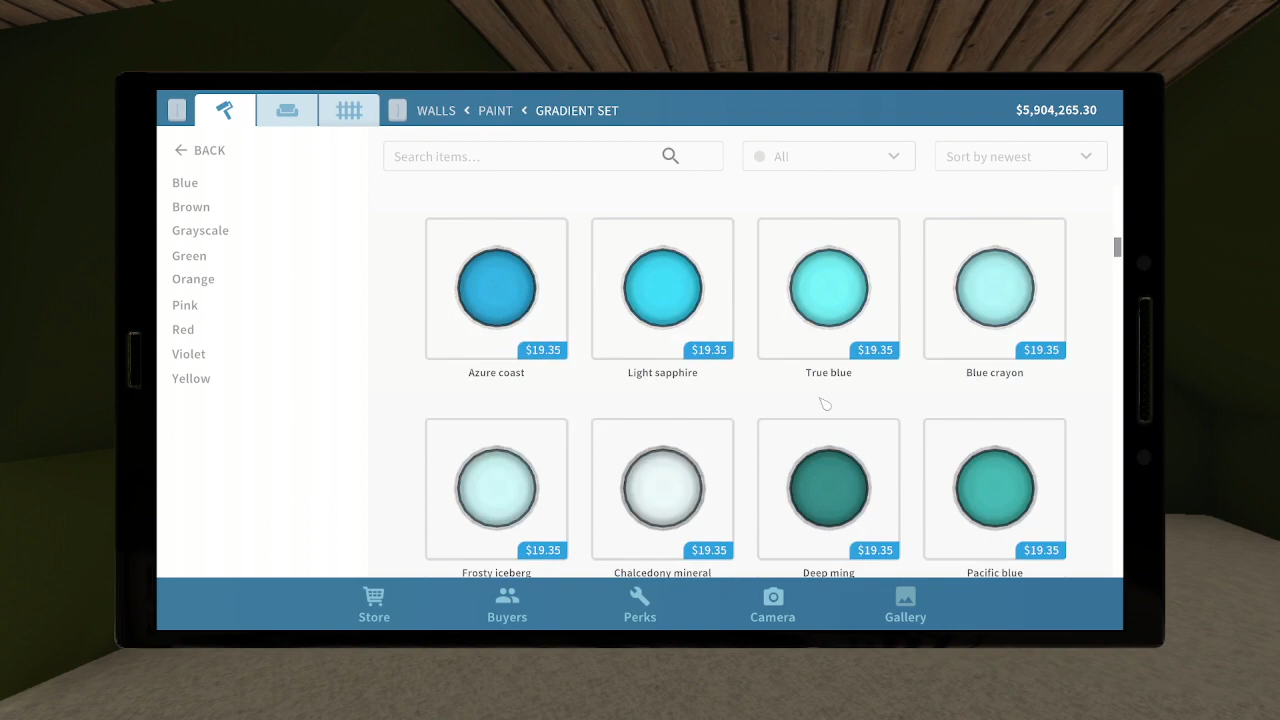 WALLS < PAINT < GRADIENT SET
$5,904,265.30
BACK
Search items...
All
Sort by newest
Blue
Brown
Grayscale
Green
Orange
Pink
Red
Violet
Yellow
$19.35 $19.35 $19.35 $19.35
Azure coast Light sapphire True blue Blue crayon
$19.35 $19.35 $19.35 $19.35
Frosty iceberg Chalcedony mineral Deep ming Pacific blue
Store Buyers Perks Camera Gallery